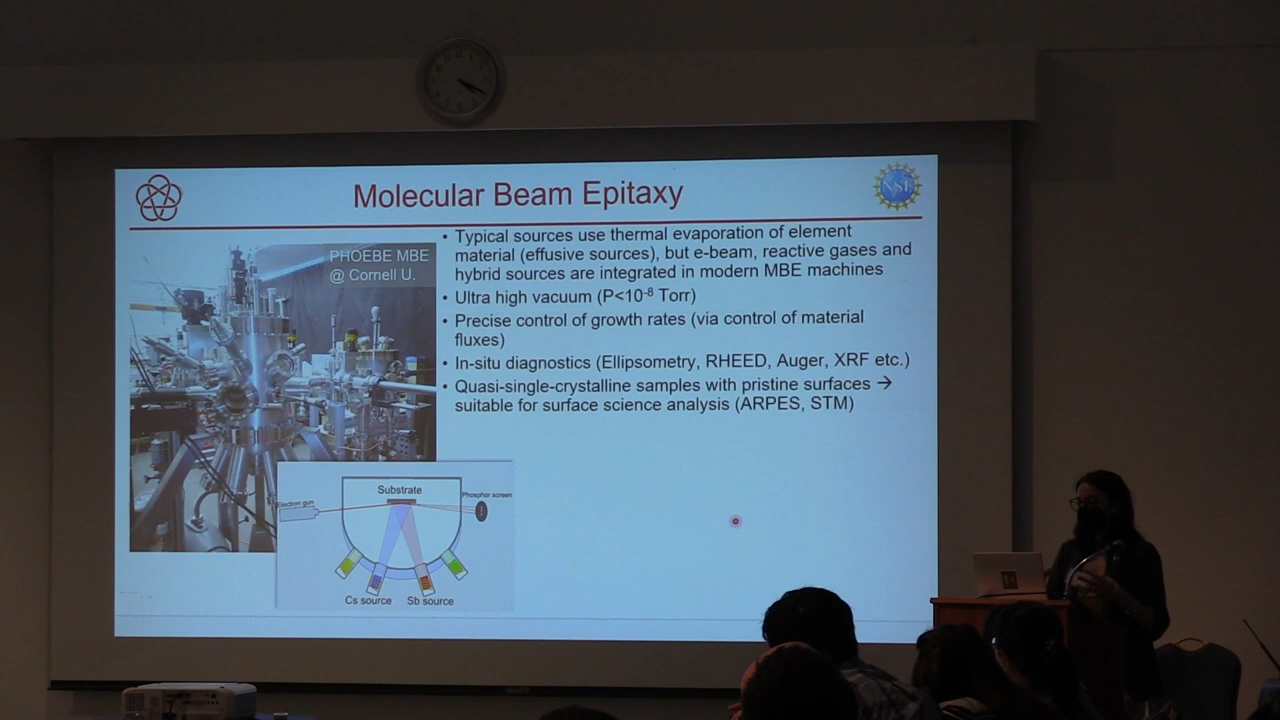 Molecular Beam Epitaxy
NSF
PHOEBE MBE
@ Cornell U.
• Typical sources use thermal evaporation of element
material (effusive sources), but e-beam, reactive gases and
hybrid sources are integrated in modern MBE machines
• Ultra high vacuum (P<10⁻⁸ Torr)
• Precise control of growth rates (via control of material
fluxes)
• In-situ diagnostics (Ellipsometry, RHEED, Auger, XRF etc.)
• Quasi-single-crystalline samples with pristine surfaces →
suitable for surface science analysis (ARPES, STM)
Substrate
Electron gun
Phosphor screen
Cs source Sb source